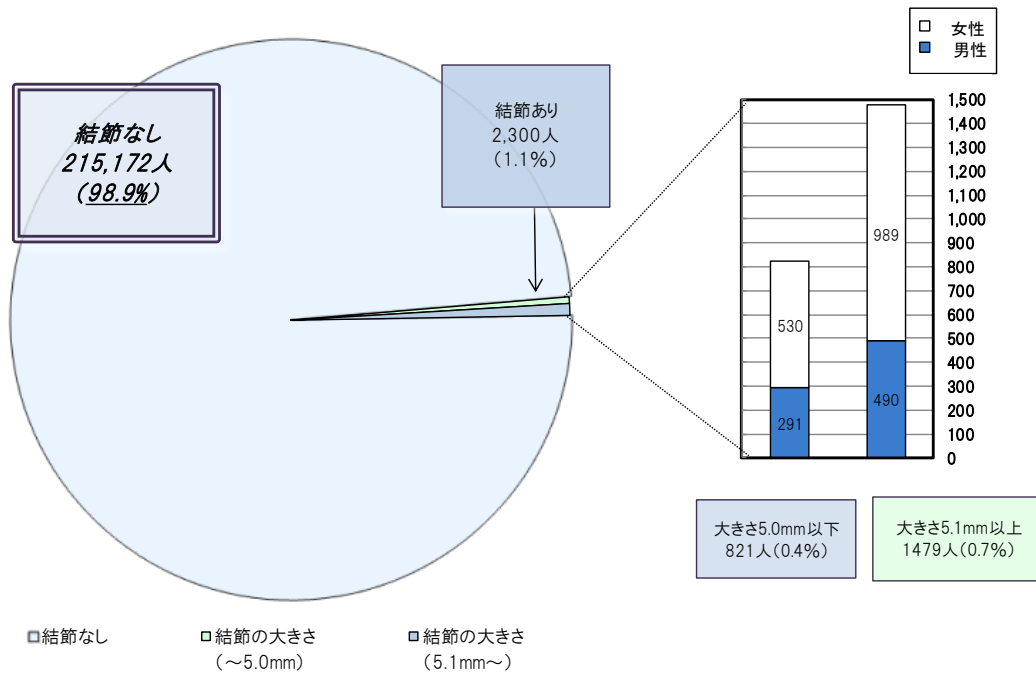 女性
男性
結節なし
215,172人
(98.9%)
結節あり
2,300人
(1.1%)
1,500
1,400
1,300
1,200
1,100
1,000
900
800
700
600
500
400
300
200
100
0
989
530
490
291
大きさ5.0mm以下
821人(0.4%)
大きさ5.1mm以上
1479人(0.7%)
結節なし
結節の大きさ
(～5.0mm)
結節の大きさ
(5.1mm～)